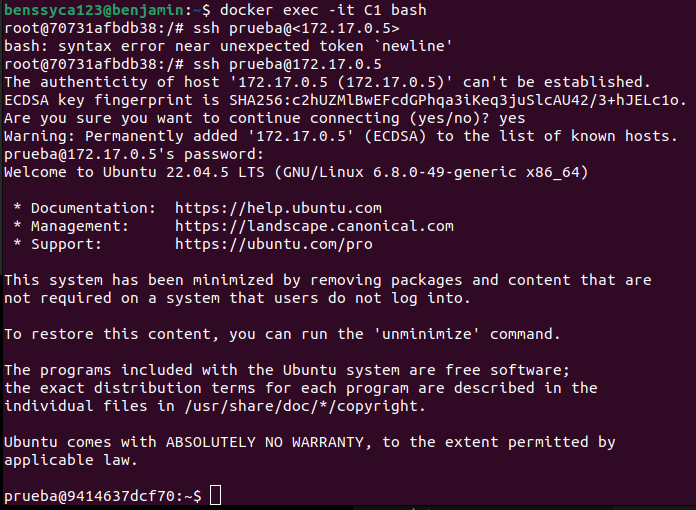 benssyca123@benjamin:~$ docker exec -it C1 bash
root@70731afbdb38:/# ssh prueba@<172.17.0.5>
bash: syntax error near unexpected token `newline'
root@70731afbdb38:/# ssh prueba@172.17.0.5
The authenticity of host '172.17.0.5 (172.17.0.5)' can't be established.
ECDSA key fingerprint is SHA256:c2hUZMlBwEFcdGPhqa3iKeq3juSlcAU42/3+hJELc1o.
Are you sure you want to continue connecting (yes/no)? yes
Warning: Permanently added '172.17.0.5' (ECDSA) to the list of known hosts.
prueba@172.17.0.5's password:
Welcome to Ubuntu 22.04.5 LTS (GNU/Linux 6.8.0-49-generic x86_64)
* Documentation:  https://help.ubuntu.com
* Management:     https://landscape.canonical.com
* Support:        https://ubuntu.com/pro
This system has been minimized by removing packages and content that are
not required on a system that users do not log into.
To restore this content, you can run the 'unminimize' command.
The programs included with the Ubuntu system are free software;
the exact distribution terms for each program are described in the
individual files in /usr/share/doc/*/copyright.
Ubuntu comes with ABSOLUTELY NO WARRANTY, to the extent permitted by
applicable law.
prueba@9414637dcf70:~$